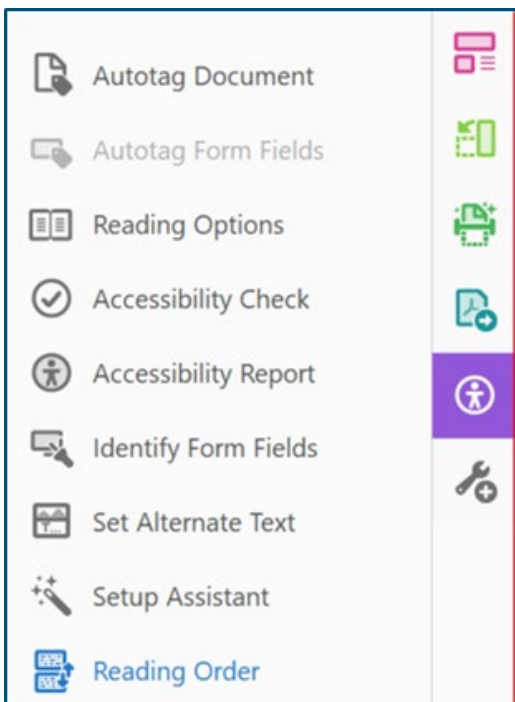 Autotag Document
Autotag Form Fields
Reading Options
Accessibility Check
Accessibility Report
Identify Form Fields
Set Alternate Text
Setup Assistant
Reading Order